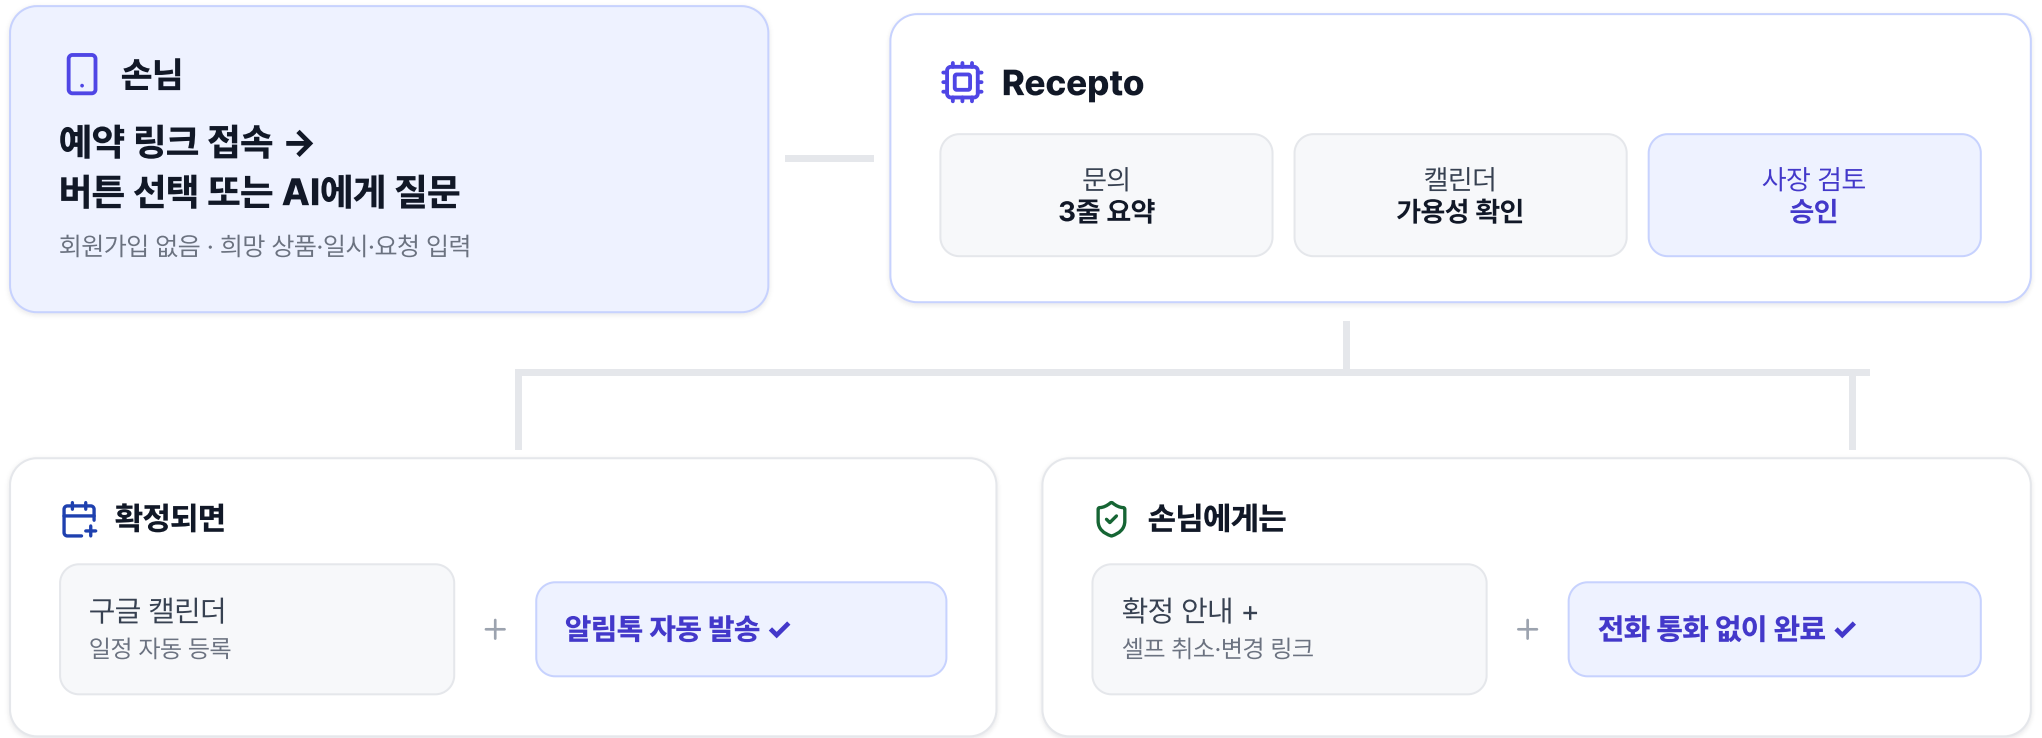 손님
예약 링크 접속 →
버튼 선택 또는 AI에게 질문
회원가입 없음 · 희망 상품·일시·요청 입력
Recepto
문의
3줄 요약
캘린더
가용성 확인
사장 검토
승인
확정되면
구글 캘린더
일정 자동 등록
+
알림톡 자동 발송 ✓
손님에게는
확정 안내 +
셀프 취소·변경 링크
+
전화 통화 없이 완료 ✓